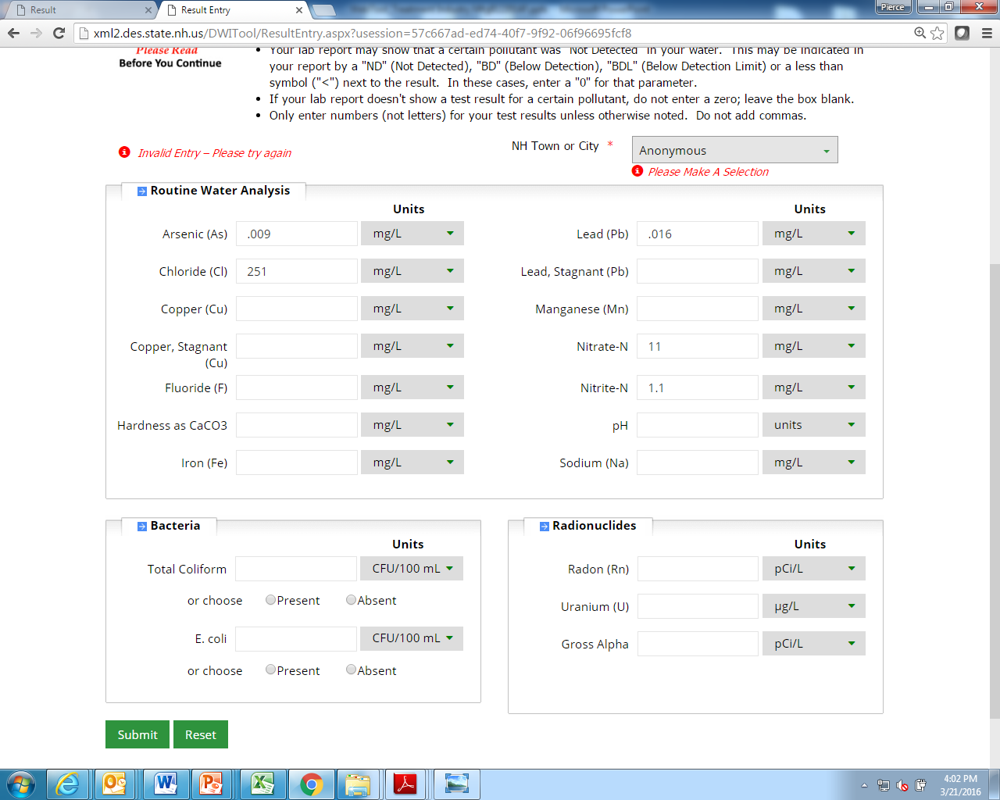 Result
Result Entry
Pierce
xml2.des.state.nh.us/DWITool/ResultEntry.aspx?usession=57c667ad-ed74-40f7-9f92-06f96695fcf8
Please Read
Before You Continue
• Your lab report may show that a certain pollutant was "Not Detected" in your water. This may be indicated in
your report by a "ND" (Not Detected), "BD" (Below Detection), "BDL" (Below Detection Limit) or a less than
symbol ("<") next to the result. In these cases, enter a "0" for that parameter.
• If your lab report doesn't show a test result for a certain pollutant, do not enter a zero; leave the box blank.
• Only enter numbers (not letters) for your test results unless otherwise noted. Do not add commas.
Invalid Entry – Please try again
NH Town or City * Anonymous
Please Make A Selection
Routine Water Analysis
Units Units
Arsenic (As) .009 mg/L Lead (Pb) .016 mg/L
Chloride (Cl) 251 mg/L Lead, Stagnant (Pb) mg/L
Copper (Cu) mg/L Manganese (Mn) mg/L
Copper, Stagnant
(Cu) mg/L Nitrate-N 11 mg/L
Fluoride (F) mg/L Nitrite-N 1.1 mg/L
Hardness as CaCO3 mg/L pH units
Iron (Fe) mg/L Sodium (Na) mg/L
Bacteria
Units
Total Coliform CFU/100 mL
or choose Present Absent
E. coli CFU/100 mL
or choose Present Absent
Radionuclides
Units
Radon (Rn) pCi/L
Uranium (U) µg/L
Gross Alpha pCi/L
Submit Reset
4:02 PM
3/21/2016